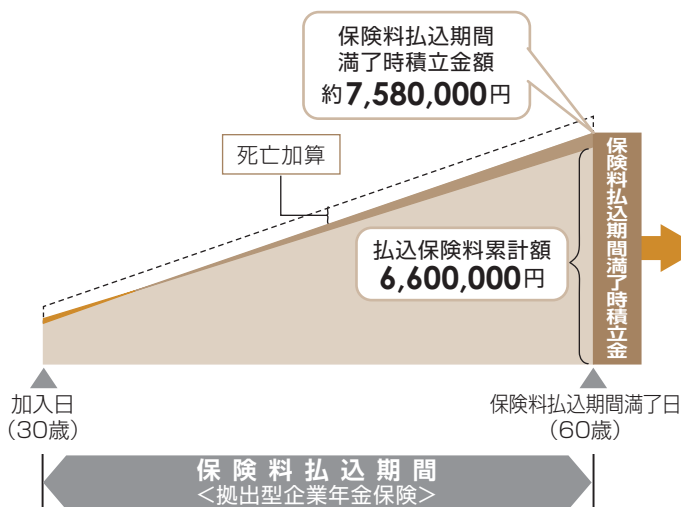 保険料払込期間
満了時積立金額
約7,580,000円
死亡加算
払込保険料累計額
6,600,000円
保険料払込期間満了時積立金
加入日
(30歳)
保険料払込期間満了日
(60歳)
保険料払込期間
<拠出型企業年金保険>